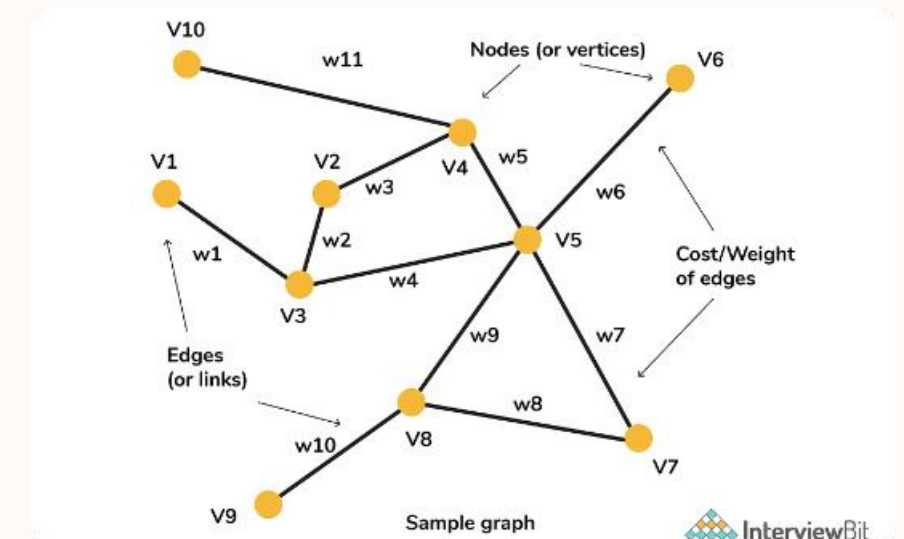 V10
w11
Nodes (or vertices)
V6
V1
V2
V4
w5
w3
w6
w2
V5
w1
w4
Cost/Weight
of edges
V3
w9
w7
Edges
(or links)
w8
w10
V8
V7
V9
Sample graph
InterviewBit